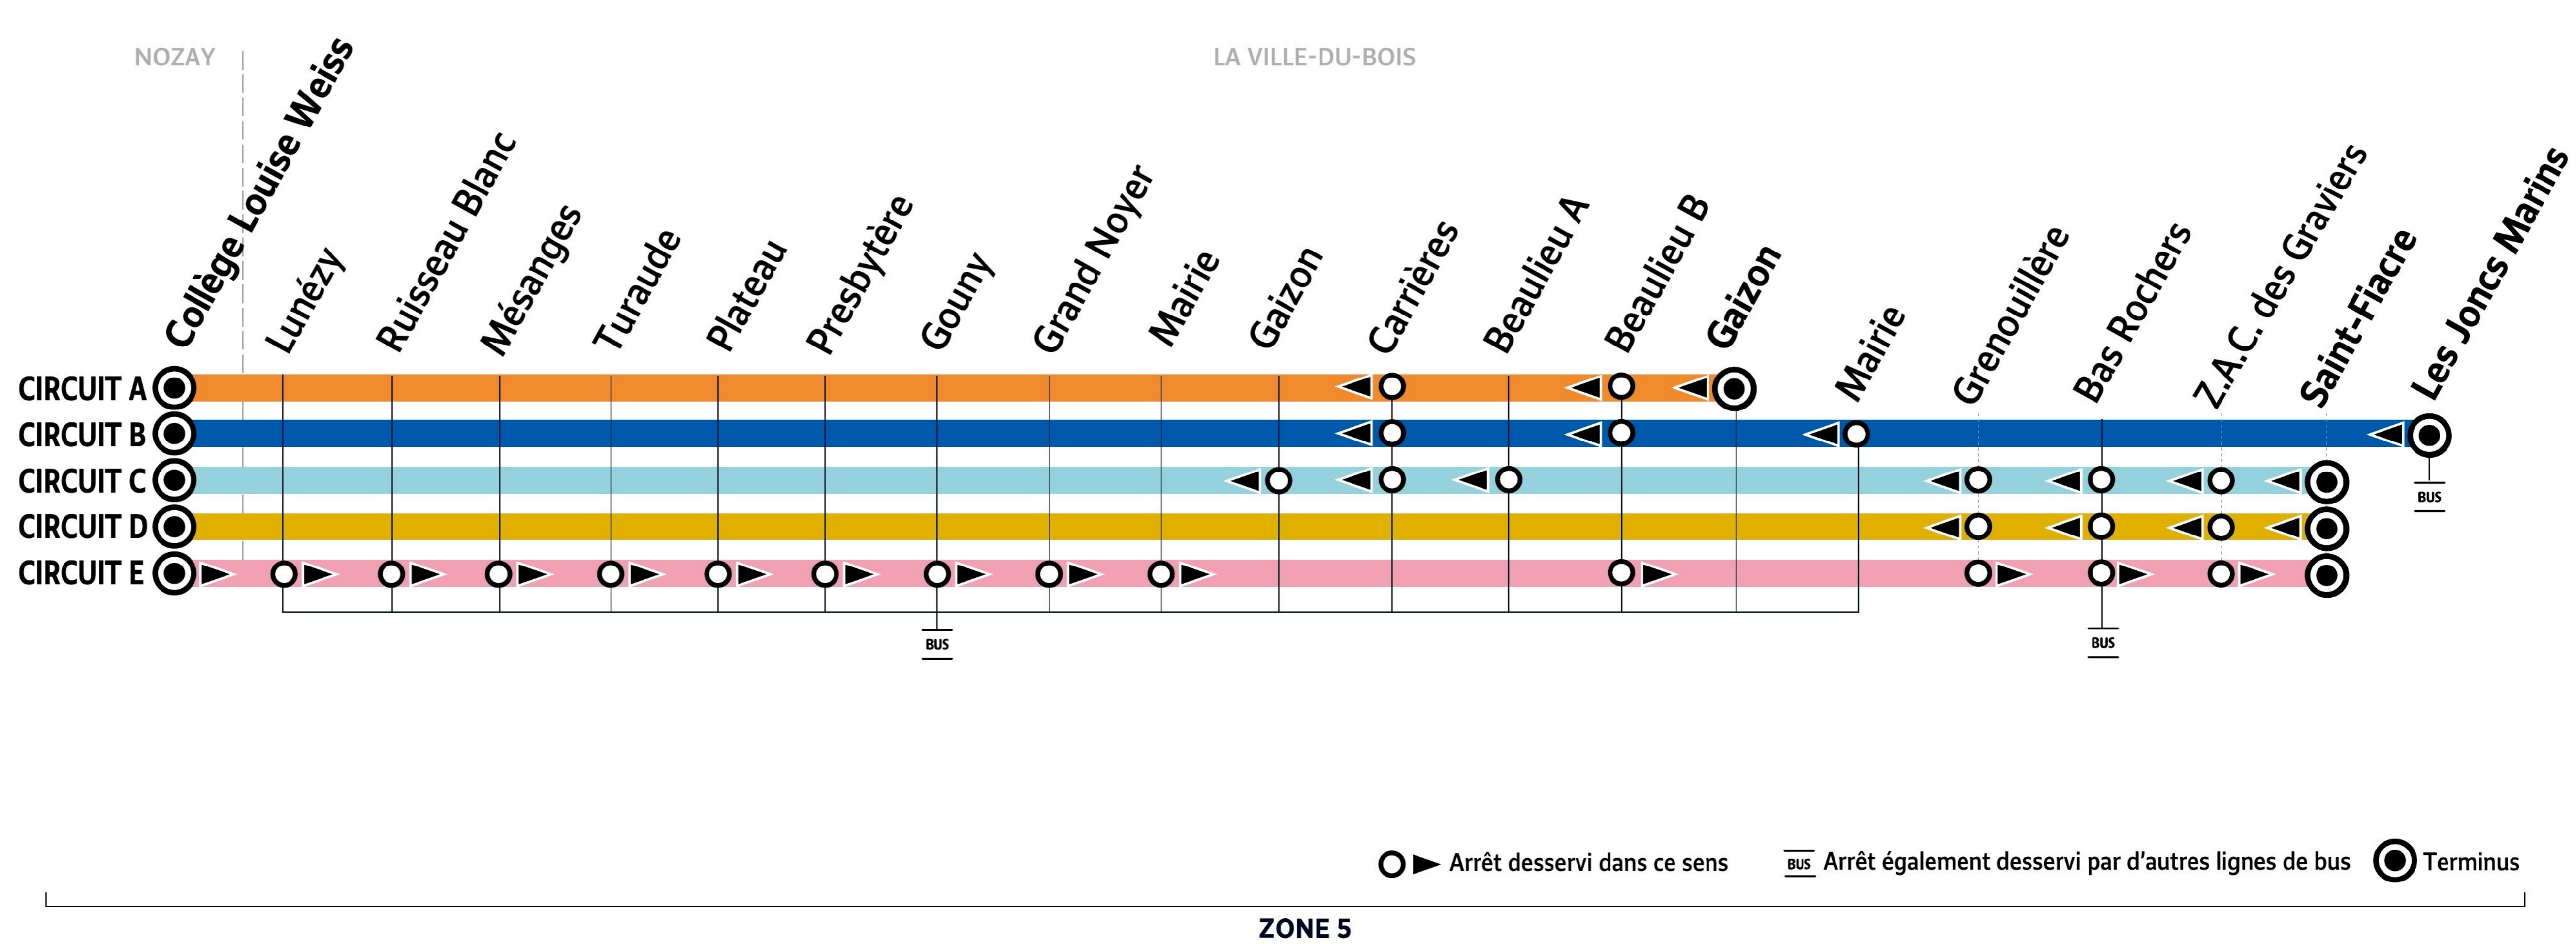 NOZAY
LA VILLE-DU-BOIS
Collège Louise Weiss
Lunézy
Ruisseau Blanc
Mésanges
Turaude
Plateau
Presbytère
Gouny
Grand Noyer
Mairie
Gaizon
Carrières
Beaulieu A
Beaulieu B
Gaizon
Mairie
Grenouillère
Bas Rochers
Z.A.C. des Graviers
Saint-Fiacre
Les Joncs Marins
CIRCUIT A
CIRCUIT B
CIRCUIT C
CIRCUIT D
CIRCUIT E
BUS
BUS
BUS
Arrêt desservi dans ce sens
BUS Arrêt également desservi par d'autres lignes de bus
Terminus
ZONE 5